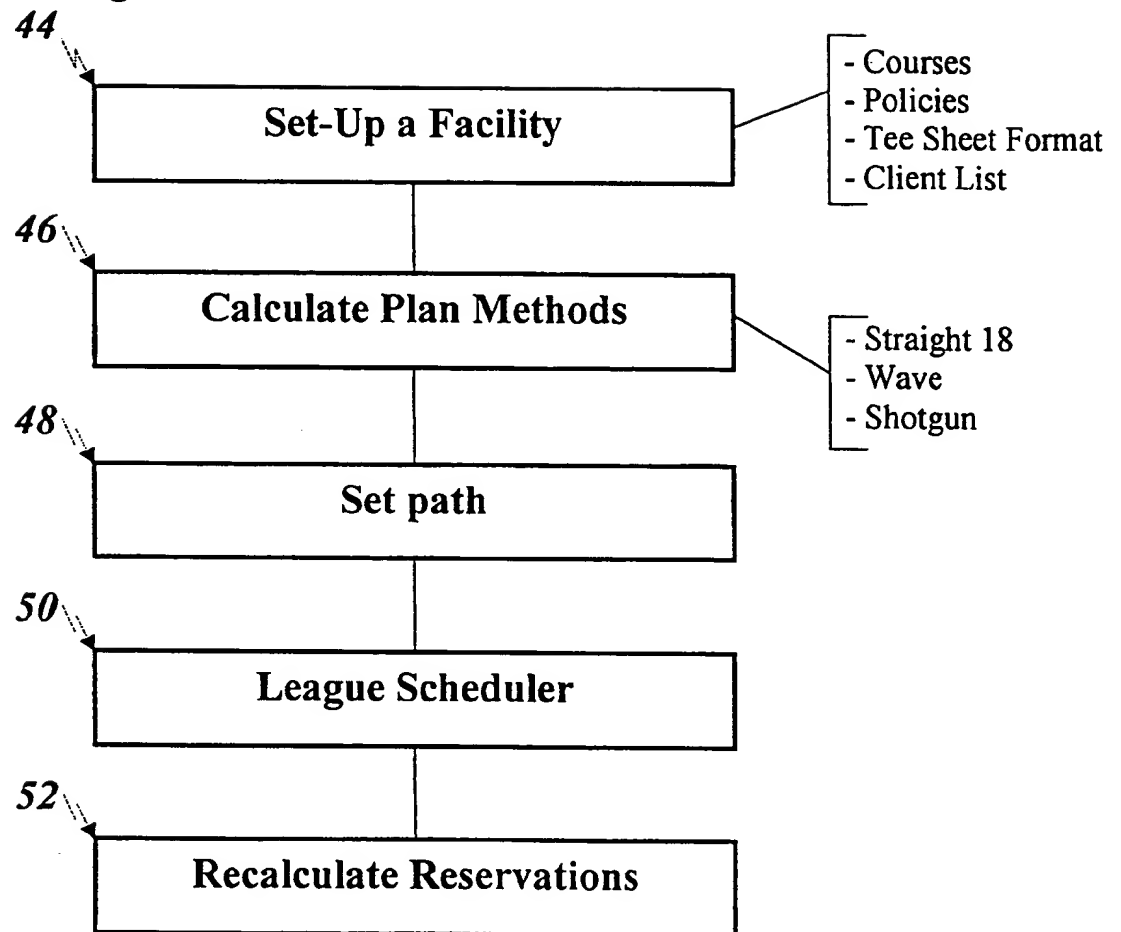 44
Set-Up a Facility
- Courses
- Policies
- Tee Sheet Format
- Client List
46
Calculate Plan Methods
- Straight 18
- Wave
- Shotgun
48
Set path
50
League Scheduler
52
Recalculate Reservations